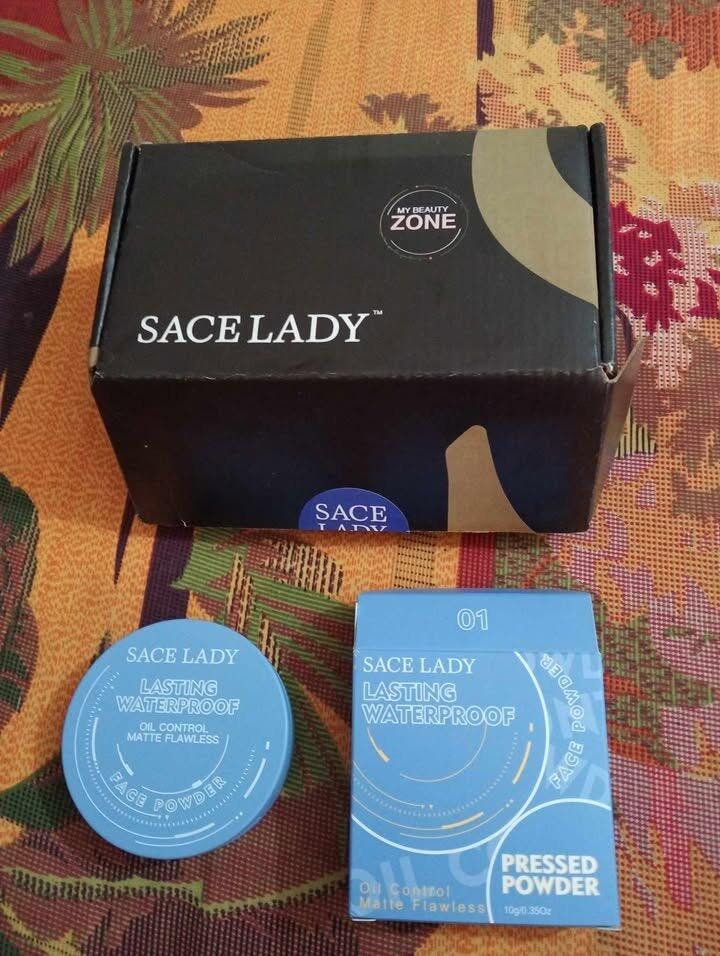 MY BEAUTY
ZONE
SACE LADY™
SACE
LADY
SACE LADY
LASTING
WATERPROOF
OIL CONTROL
MATTE FLAWLESS
FACE POWDER
01
SACE LADY
LASTING
WATERPROOF
FACE POWDER
PRESSED
POWDER
10g/0.35Oz
Oil Control
Matte Flawless